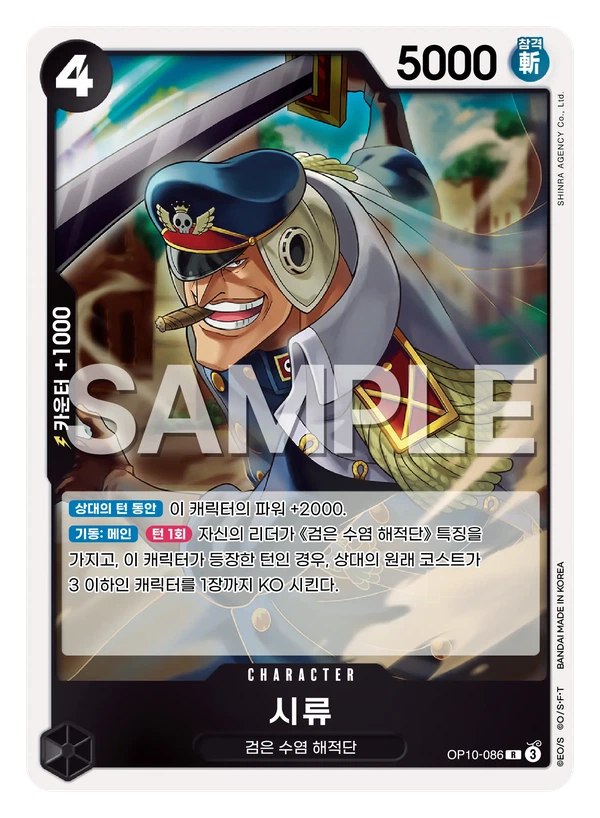 4
5000
참격
斬
SHINRA AGENCY Co., Ltd.
카운터 +1000
SAMPLE
상대의 턴 동안 이 캐릭터의 파워 +2000.
기동: 메인 턴 1회 자신의 리더가 《검은 수염 해적단》 특징을
가지고, 이 캐릭터가 등장한 턴인 경우, 상대의 원래 코스트가
3 이하인 캐릭터를 1장까지 KO 시킨다.
CHARACTER
시류
검은 수염 해적단
OP10-086 R 3
©EO/S ©O/S·F·T BANDAI MADE IN KOREA